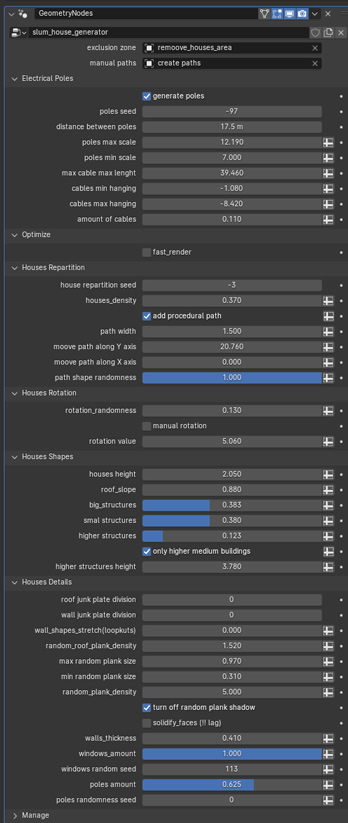 GeometryNodes
slum_house_generator
exclusion zone remoove_houses_area
manual paths create paths
Electrical Poles
generate poles
poles seed -97
distance between poles 17.5 m
poles max scale 12.190
poles min scale 7.000
max cable max lenght 39.460
cables min hanging -1.080
cables max hanging -8.420
amount of cables 0.110
Optimize
fast_render
Houses Repartition
house repartition seed -3
houses_density 0.370
add procedural path
path width 1.500
moove path along Y axis 20.760
moove path along X axis 0.000
path shape randomness 1.000
Houses Rotation
rotation_randomness 0.130
manual rotation
rotation value 5.060
Houses Shapes
houses height 2.050
roof_slope 0.880
big_structures 0.383
smal structures 0.380
higher structures 0.123
only higher medium buildings
higher structures height 3.780
Houses Details
roof junk plate division 0
wall junk plate division 0
wall_shapes_stretch(loopkuts) 0.000
random_roof_plank_density 1.520
max random plank size 0.970
min random plank size 0.310
random_plank_density 5.000
turn off random plank shadow
solidify_faces (!! lag)
walls_thickness 0.410
windows_amount 1.000
windows random seed 113
poles amount 0.625
poles randomness seed 0
Manage